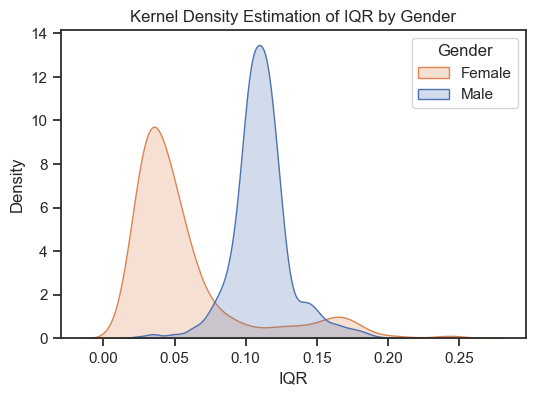 Kernel Density Estimation of IQR by Gender
14
12
10
8
6
4
2
0
Density
Gender
Female
Male
0.00 0.05 0.10 0.15 0.20 0.25
IQR